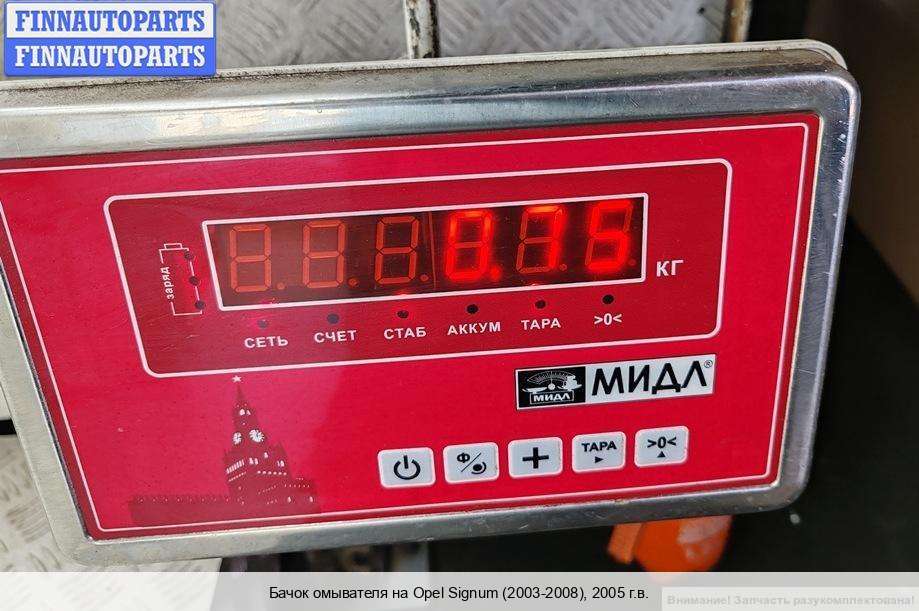 FINNAUTOPARTS
FINNAUTOPARTS
0.75
кг
заряд
СЕТЬ СЧЕТ СТАБ АККУМ ТАРА >0<
МИДЛ МИДЛ®
Ф/ + ТАРА >0<
Бачок омывателя на Opel Signum (2003-2008), 2005 г.в.
Внимание! Запчасть разукомплектована!